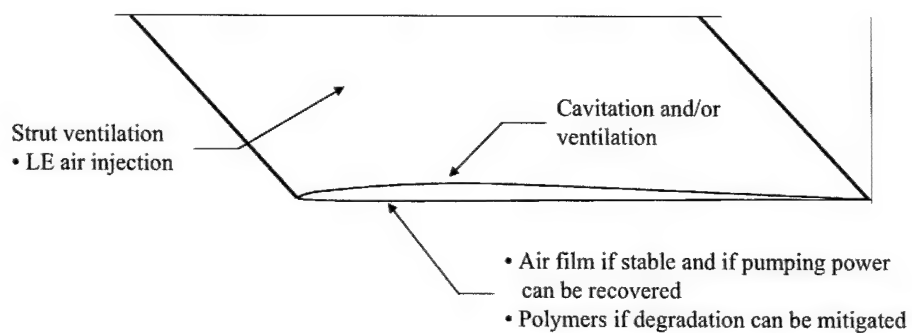 Strut ventilation
• LE air injection
Cavitation and/or
ventilation
• Air film if stable and if pumping power
can be recovered
• Polymers if degradation can be mitigated